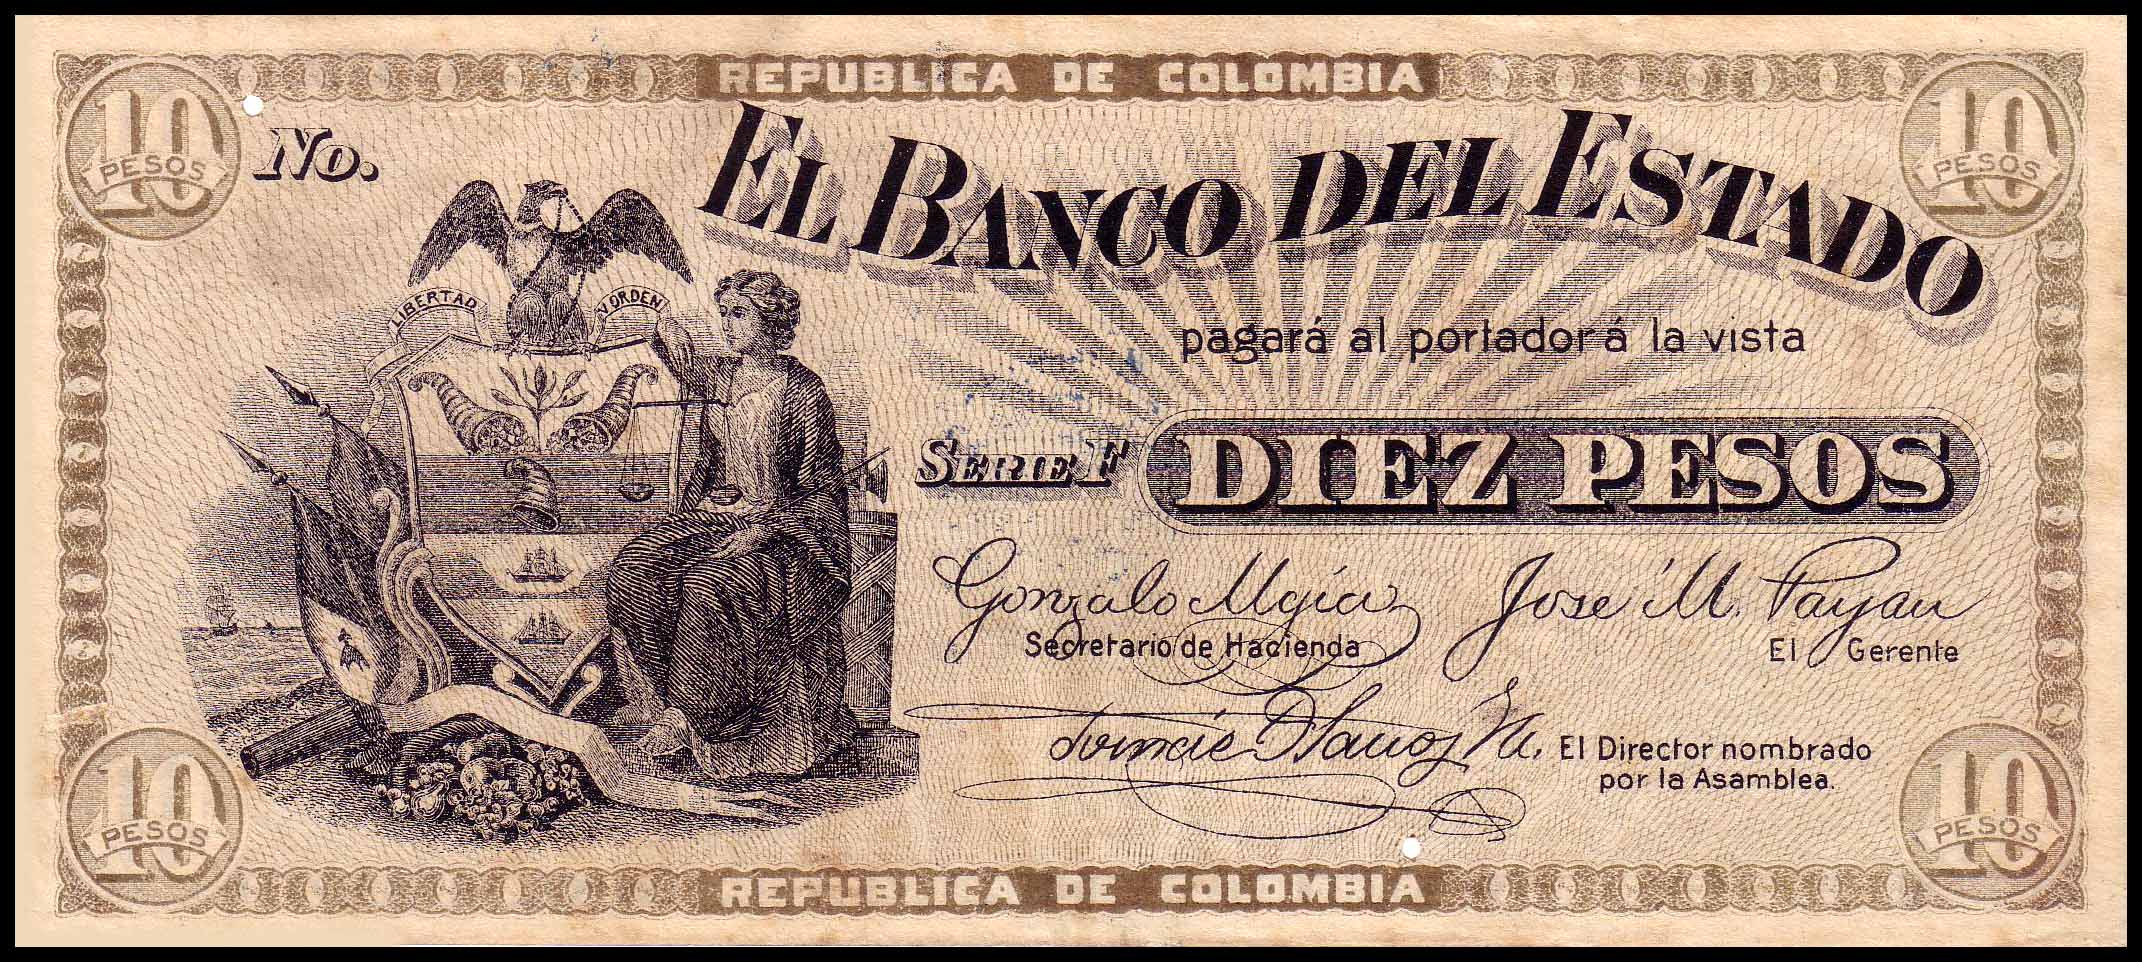 REPUBLICA DE COLOMBIA
10 PESOS
10 PESOS
No.
EL BANCO DEL ESTADO
LIBERTAD Y ORDEN
pagará al portador á la vista
SERIE F
DIEZ PESOS
Gonzalo Mejía
José M. Payan
Secretario de Hacienda
El Gerente
El Director nombrado
por la Asamblea.
10 PESOS
10 PESOS
REPUBLICA DE COLOMBIA